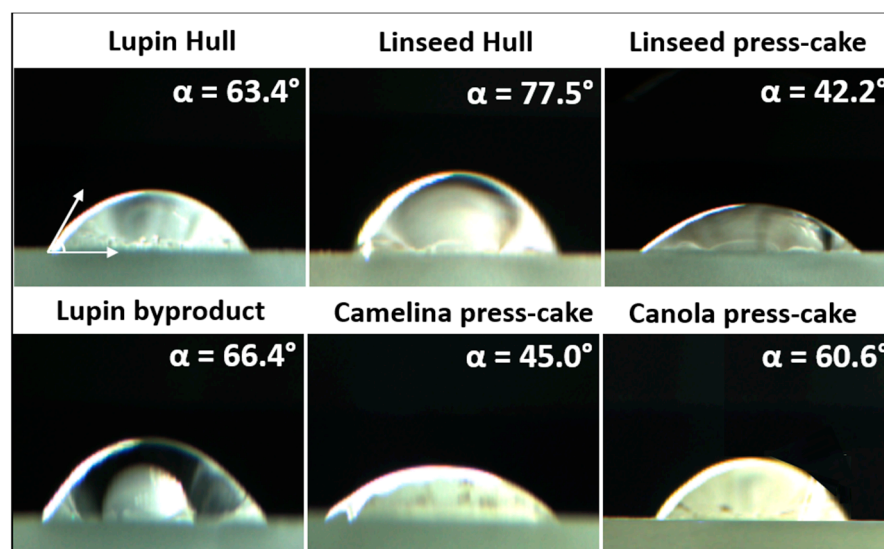 Lupin Hull
Linseed Hull
Linseed press-cake
α = 63.4°
α = 77.5°
α = 42.2°
Lupin byproduct
Camelina press-cake
Canola press-cake
α = 66.4°
α = 45.0°
α = 60.6°